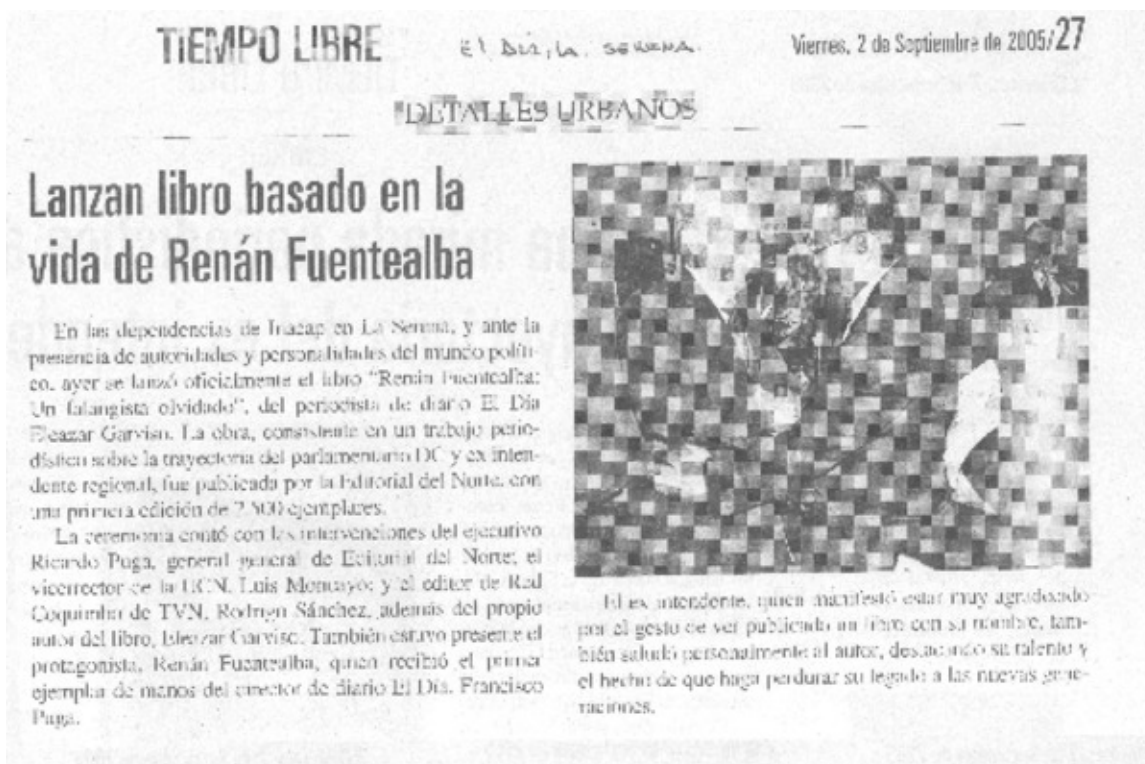 TIEMPO LIBRE
El Día, La Serena.
Viernes, 2 de Septiembre de 2005/27
DETALLES URBANOS
Lanzan libro basado en la
vida de Renán Fuentealba
En las dependencias de Inacap en La Serena, y ante la
presencia de autoridades y personalidades del mundo políti-
co, ayer se lanzó oficialmente el libro "Renán Fuentealba:
Un falangista olvidado", del periodista de diario El Día
Eleazar Garviso. La obra, consistente en un trabajo perio-
dístico sobre la trayectoria del parlamentario DC y ex inten-
dente regional, fue publicada por la Editorial del Norte, con
una primera edición de 2.500 ejemplares.
La ceremonia contó con las intervenciones del ejecutivo
Ricardo Puga, general general de Editorial del Norte; el
vicerrector de la UCN, Luis Moncayo; y el editor de Red
Coquimbo de TVN, Rodrigo Sánchez, además del propio
autor del libro, Eleazar Garviso. También estuvo presente el
protagonista, Renán Fuentealba, quien recibió el primer
ejemplar de manos del director de diario El Día, Francisco
Puga.
El ex intendente, quien manifestó estar muy agradecido
por el gesto de ver publicado un libro con su nombre, tam-
bién saludó personalmente al autor, destacando su talento y
el hecho de que haga perdurar su legado a las nuevas gene-
raciones.